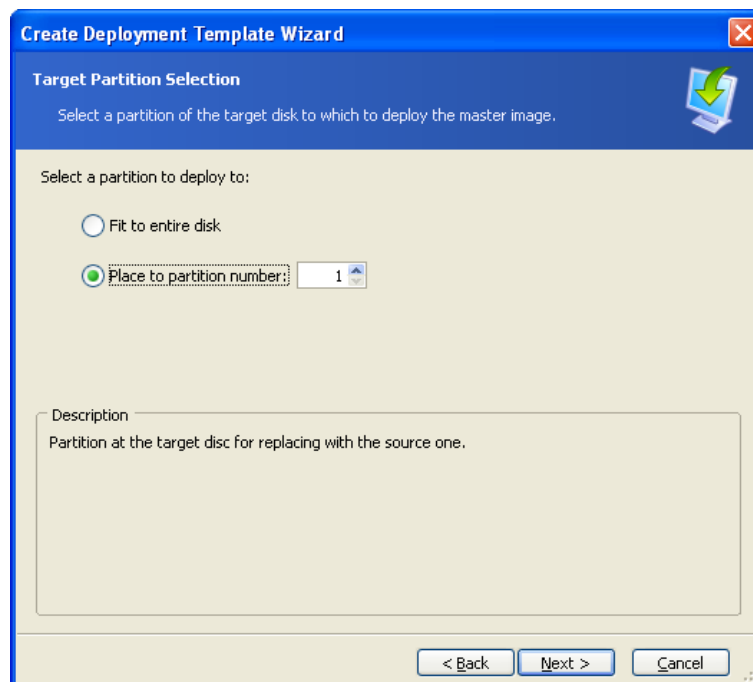 Create Deployment Template Wizard
Target Partition Selection
Select a partition of the target disk to which to deploy the master image.
Select a partition to deploy to:
Fit to entire disk
Place to partition number: 1
Description
Partition at the target disc for replacing with the source one.
< Back Next > Cancel